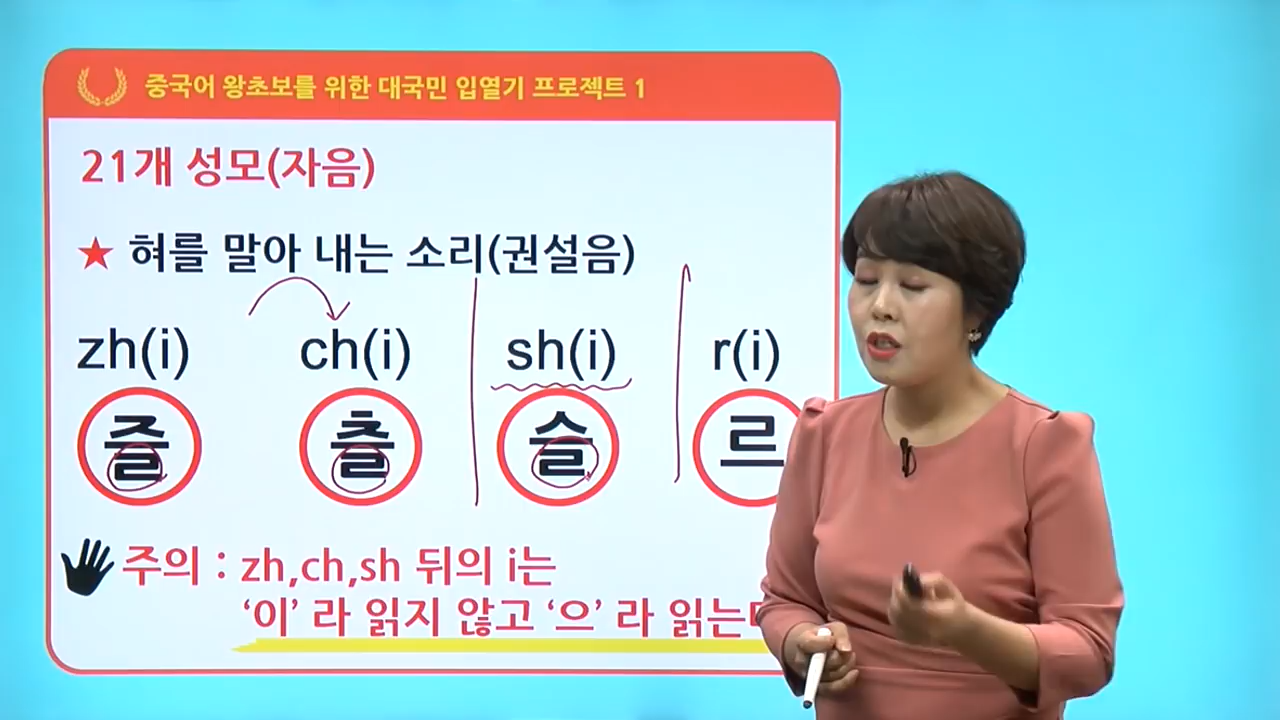 중국어 왕초보를 위한 대국민 입열기 프로젝트 1
21개 성모(자음)
★ 혀를 말아 내는 소리(권설음)
zh(i) ch(i) sh(i) r(i)
즐 츨 슬 르
주의 : zh,ch,sh 뒤의 i는
‘이’ 라 읽지 않고 ‘으’ 라 읽는